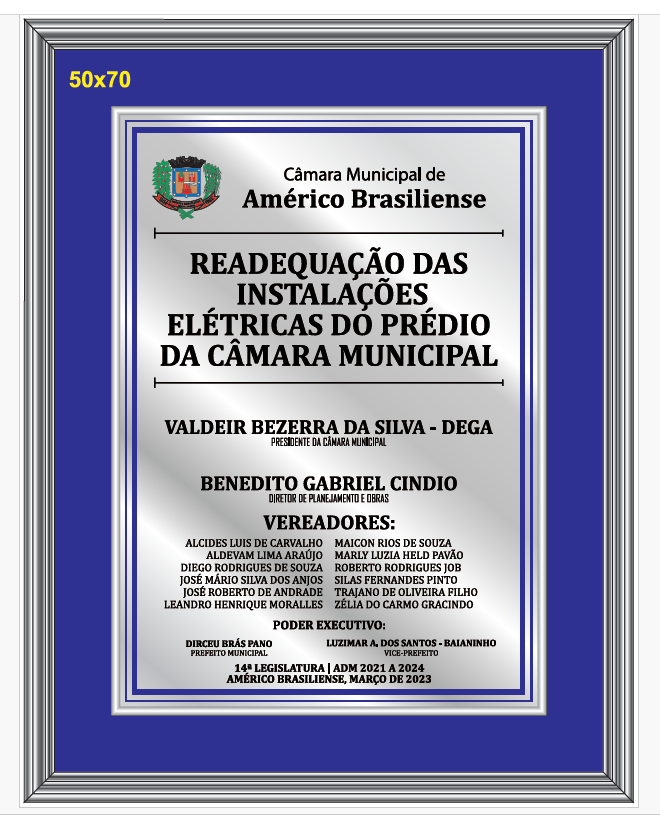 50x70
Câmara Municipal de
Américo Brasiliense
READEQUAÇÃO DAS
INSTALAÇÕES
ELÉTRICAS DO PRÉDIO
DA CÂMARA MUNICIPAL
VALDEIR BEZERRA DA SILVA - DEGA
PRESIDENTE DA CÂMARA MUNICIPAL
BENEDITO GABRIEL CINDIO
DIRETOR DE PLANEJAMENTO E OBRAS
VEREADORES:
ALCIDES LUIS DE CARVALHO MAICON RIOS DE SOUZA
ALDEVAM LIMA ARAÚJO MARLY LUZIA HELD PAVÃO
DIEGO RODRIGUES DE SOUZA ROBERTO RODRIGUES JOB
JOSÉ MÁRIO SILVA DOS ANJOS SILAS FERNANDES PINTO
JOSÉ ROBERTO DE ANDRADE TRAJANO DE OLIVEIRA FILHO
LEANDRO HENRIQUE MORALLES ZÉLIA DO CARMO GRACINDO
PODER EXECUTIVO:
DIRCEU BRÁS PANO LUZIMAR A. DOS SANTOS - BAIANINHO
PREFEITO MUNICIPAL VICE-PREFEITO
14ª LEGISLATURA | ADM 2021 A 2024
AMÉRICO BRASILIENSE, MARÇO DE 2023